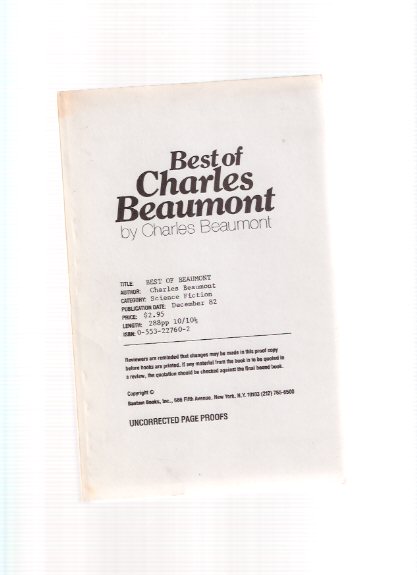 Best of
Charles
Beaumont
by Charles Beaumont
TITLE: BEST OF BEAUMONT
AUTHOR: Charles Beaumont
CATEGORY: Science Fiction
PUBLICATION DATE: December 82
PRICE: $2.95
LENGTH: 288pp 10/10½
ISBN: 0-553-22760-2
Reviewers are reminded that changes may be made in this proof copy
before books are printed. If any material from the book is to be quoted in
a review, the quotation should be checked against the final bound book.
Copyright ©
Bantam Books, Inc., 666 Fifth Avenue, New York, N.Y. 10103 (212) 765-6500
UNCORRECTED PAGE PROOFS